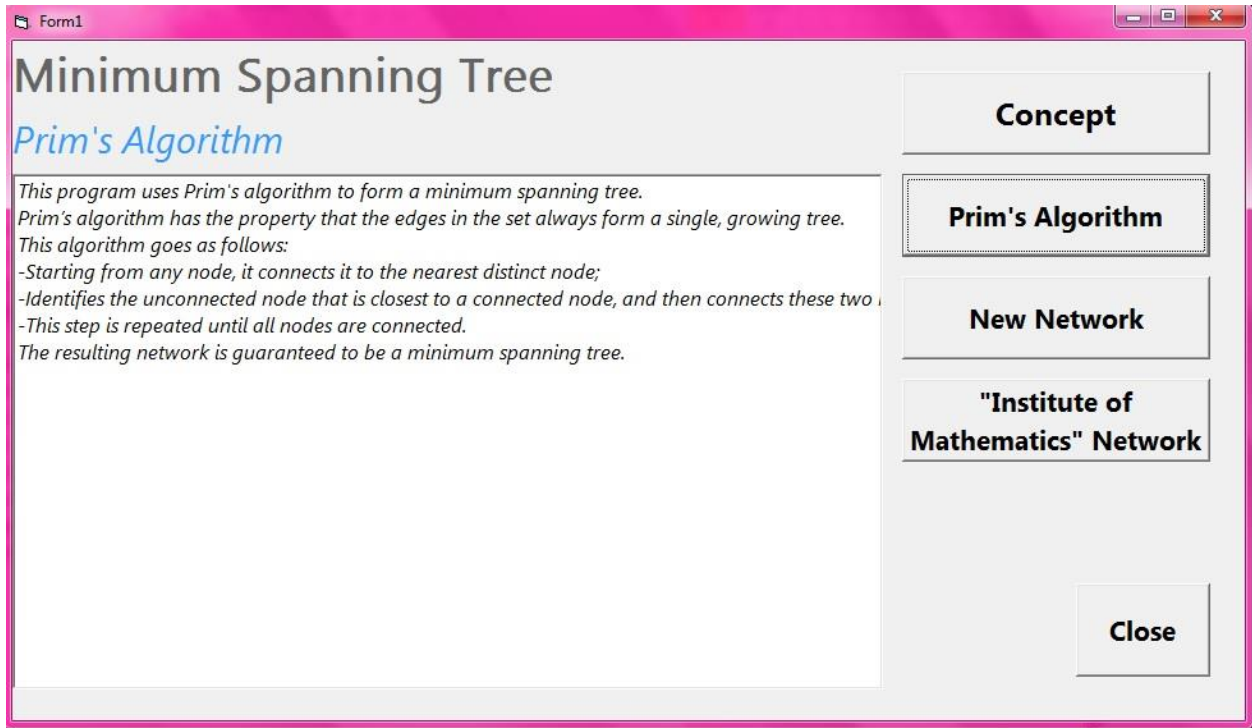 Form1
Minimum Spanning Tree
Prim's Algorithm
This program uses Prim's algorithm to form a minimum spanning tree.
Prim's algorithm has the property that the edges in the set always form a single, growing tree.
This algorithm goes as follows:
-Starting from any node, it connects it to the nearest distinct node;
-Identifies the unconnected node that is closest to a connected node, and then connects these two
-This step is repeated until all nodes are connected.
The resulting network is guaranteed to be a minimum spanning tree.
Concept
Prim's Algorithm
New Network
"Institute of
Mathematics" Network
Close